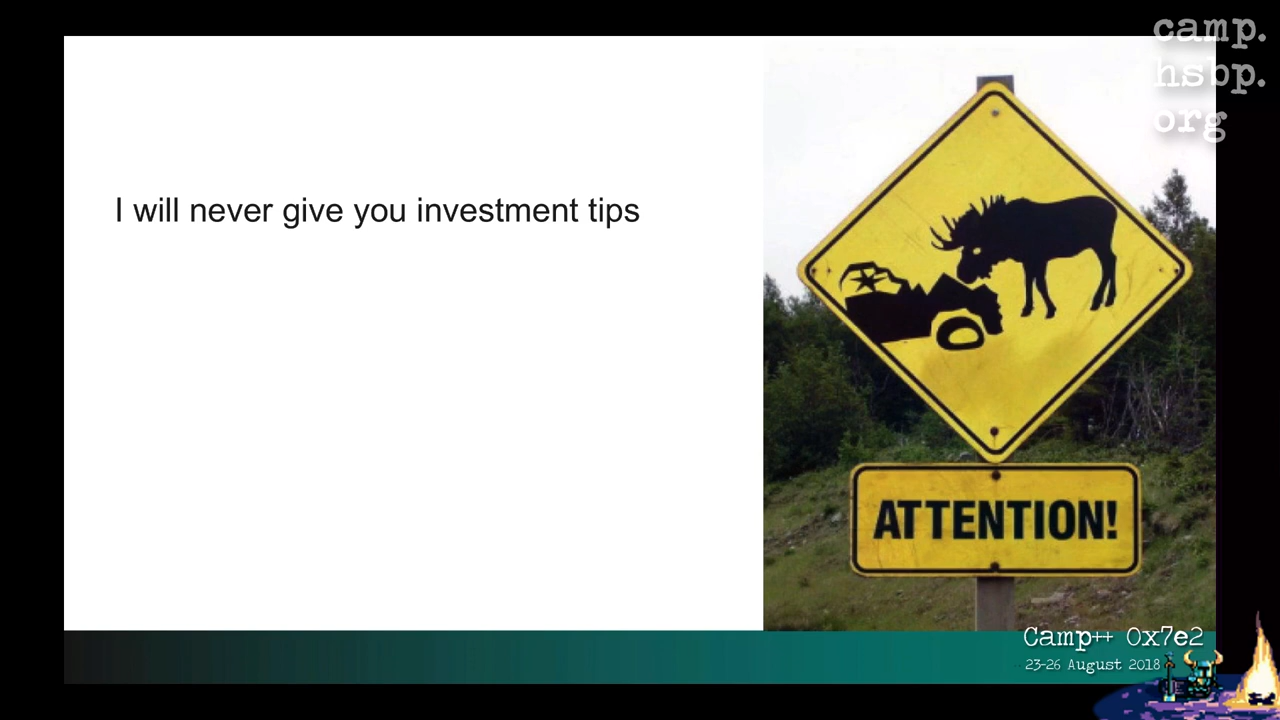 camp.
hsbp.
org
I will never give you investment tips
ATTENTION!
Camp++ 0x7e2
23-26 August 2018